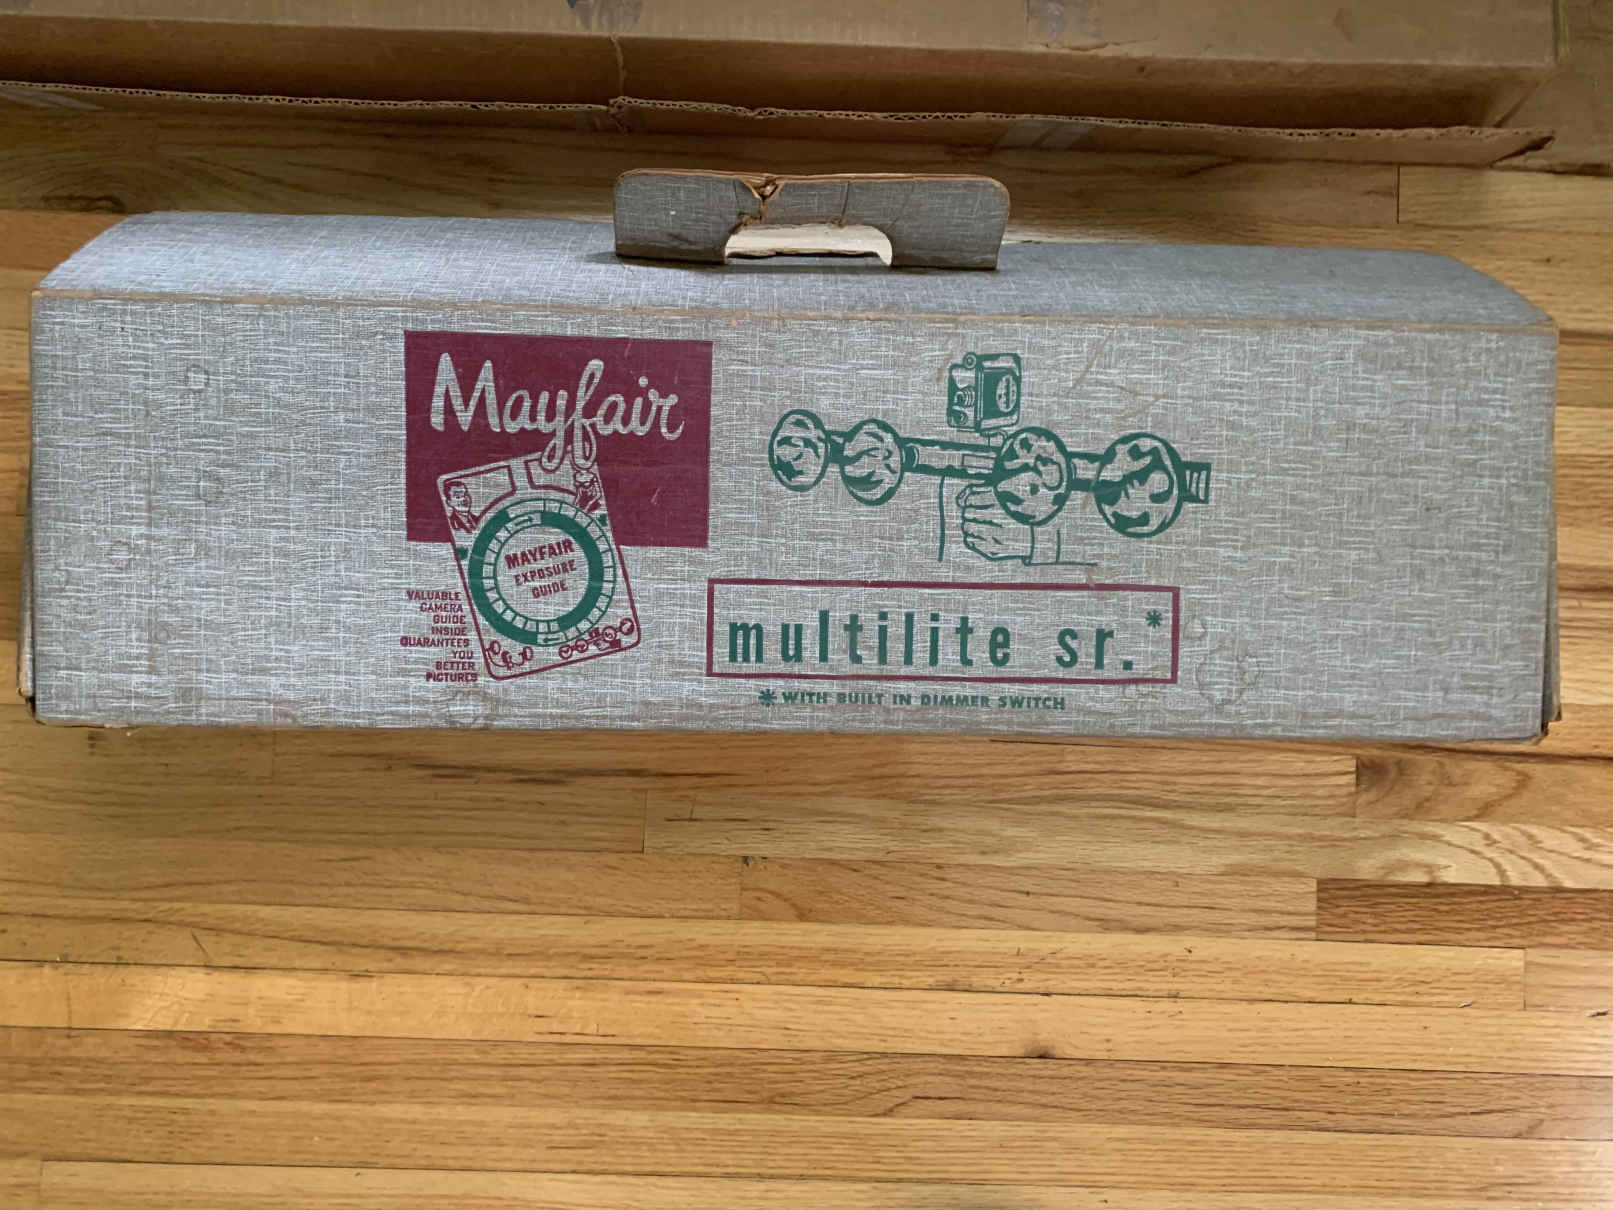 Mayfair
MAYFAIR
EXPOSURE
GUIDE
VALUABLE
CAMERA
GUIDE
INSIDE
GUARANTEES
YOU
BETTER
PICTURES
multilite sr.*
* WITH BUILT IN DIMMER SWITCH